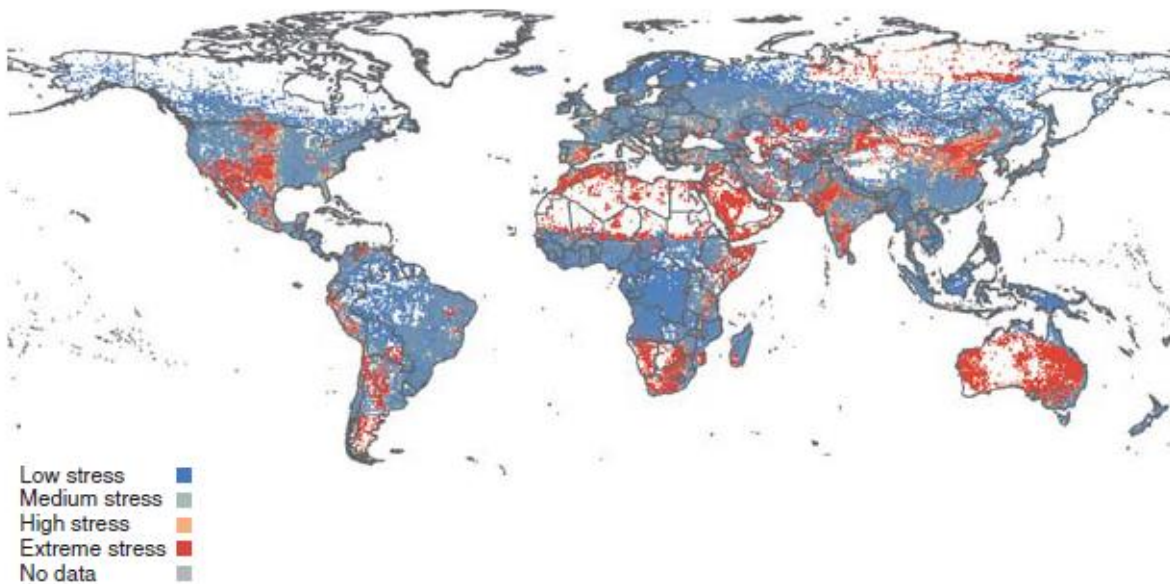 Low stress
Medium stress
High stress
Extreme stress
No data